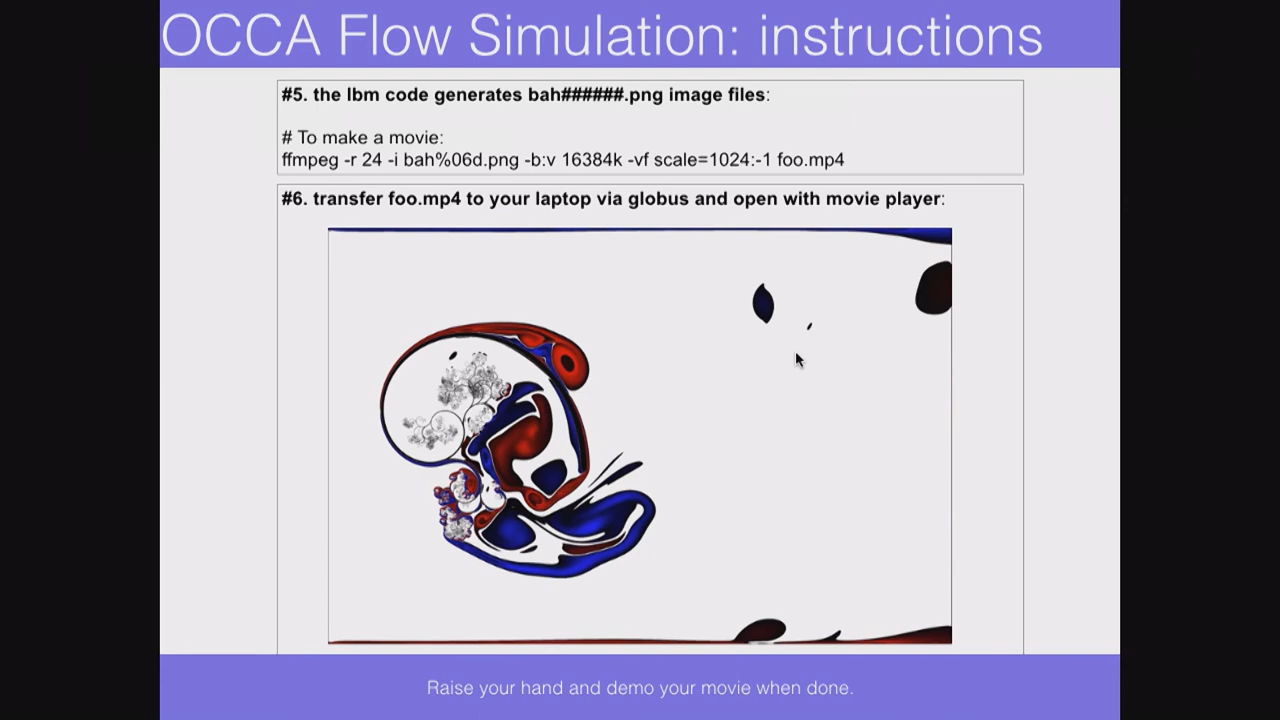 OCCA Flow Simulation: instructions
#5. the lbm code generates bah######.png image files:
# To make a movie:
ffmpeg -r 24 -i bah%06d.png -b:v 16384k -vf scale=1024:-1 foo.mp4
#6. transfer foo.mp4 to your laptop via globus and open with movie player:
Raise your hand and demo your movie when done.